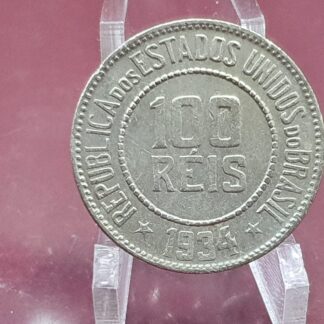 REPUBLICA DOS ESTADOS UNIDOS DO BRASIL
100
RÉIS
★ 1934 ★